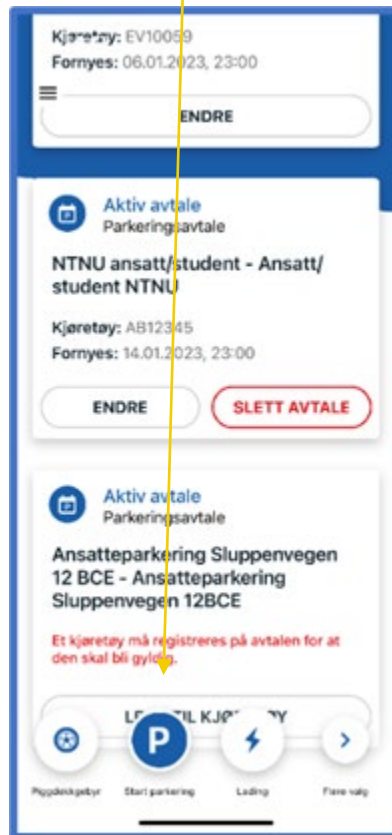 Kjøretøy: EV10059
Fornyes: 06.01.2023, 23:00
ENDRE
Aktiv avtale
Parkeringsavtale
NTNU ansatt/student - Ansatt/
student NTNU
Kjøretøy: AB12345
Fornyes: 14.01.2023, 23:00
ENDRE
SLETT AVTALE
Aktiv avtale
Parkeringsavtale
Ansatteparkering Sluppenvegen
12 BCE - Ansatteparkering
Sluppenvegen 12BCE
Et kjøretøy må registreres på avtalen for at
den skal bli gyldig.
TIL
P
Piggdekkgebyr
Start parkering
Lading
Flere valg